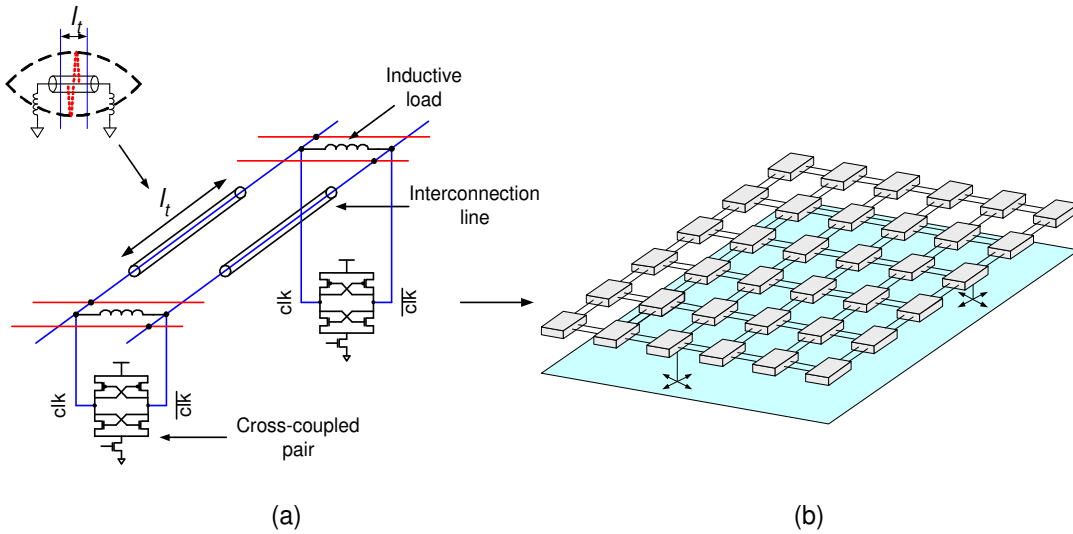 l_t
Inductive
load
l_t
Interconnection
line
clk
clk
clk
clk
Cross-coupled
pair
(a)
(b)